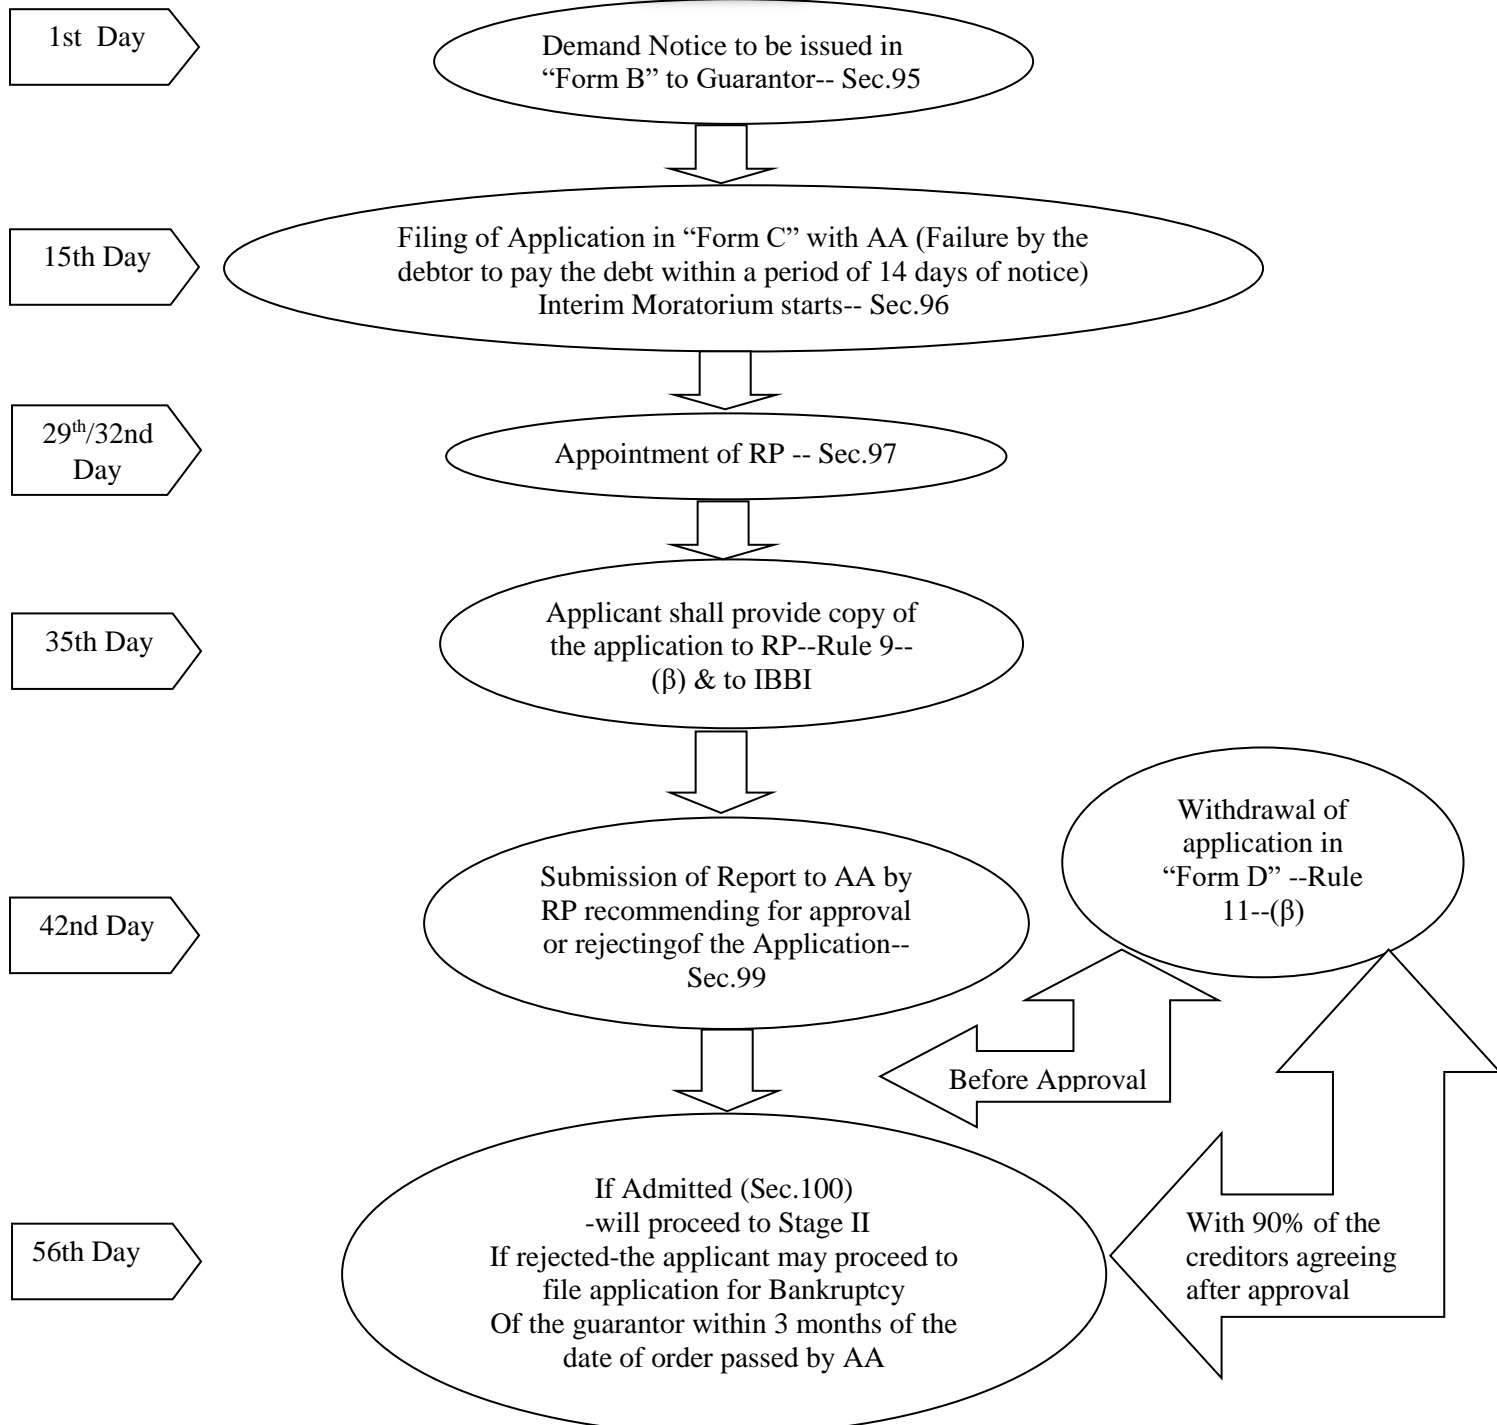 1st Day
Demand Notice to be issued in
“Form B” to Guarantor-- Sec.95
15th Day
Filing of Application in “Form C” with AA (Failure by the
debtor to pay the debt within a period of 14 days of notice)
Interim Moratorium starts-- Sec.96
29th/32nd
Day
Appointment of RP -- Sec.97
35th Day
Applicant shall provide copy of
the application to RP--Rule 9--
(β) & to IBBI
42nd Day
Submission of Report to AA by
RP recommending for approval
or rejectingof the Application--
Sec.99
Withdrawal of
application in
“Form D” --Rule
11--(β)
Before Approval
56th Day
If Admitted (Sec.100)
-will proceed to Stage II
If rejected-the applicant may proceed to
file application for Bankruptcy
Of the guarantor within 3 months of the
date of order passed by AA
With 90% of the
creditors agreeing
after approval